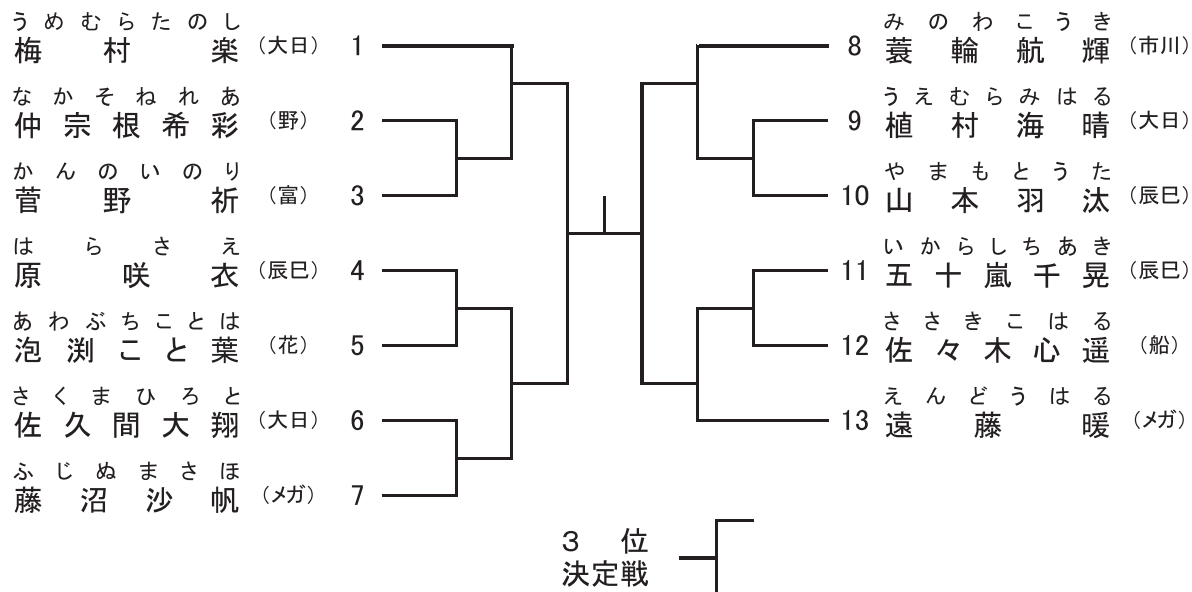 うめむらたのし
梅村楽 （大日） 1
なかそねれあ
仲宗根希彩 （野） 2
かんのいのり
菅野祈 （富） 3
はらさえ
原咲衣 （辰巳） 4
あわぶちことは
泡渕こと葉 （花） 5
さくまひろと
佐久間大翔 （大日） 6
ふじぬまさほ
藤沼沙帆 （メガ） 7
みのわこうき
8 蓑輪航輝 （市川）
うえむらみはる
9 植村海晴 （大日）
やまもとうた
10 山本羽汰 （辰巳）
いからしちあき
11 五十嵐千晃 （辰巳）
ささきこはる
12 佐々木心遥 （船）
えんどうはる
13 遠藤暖 （メガ）
3位
決定戦